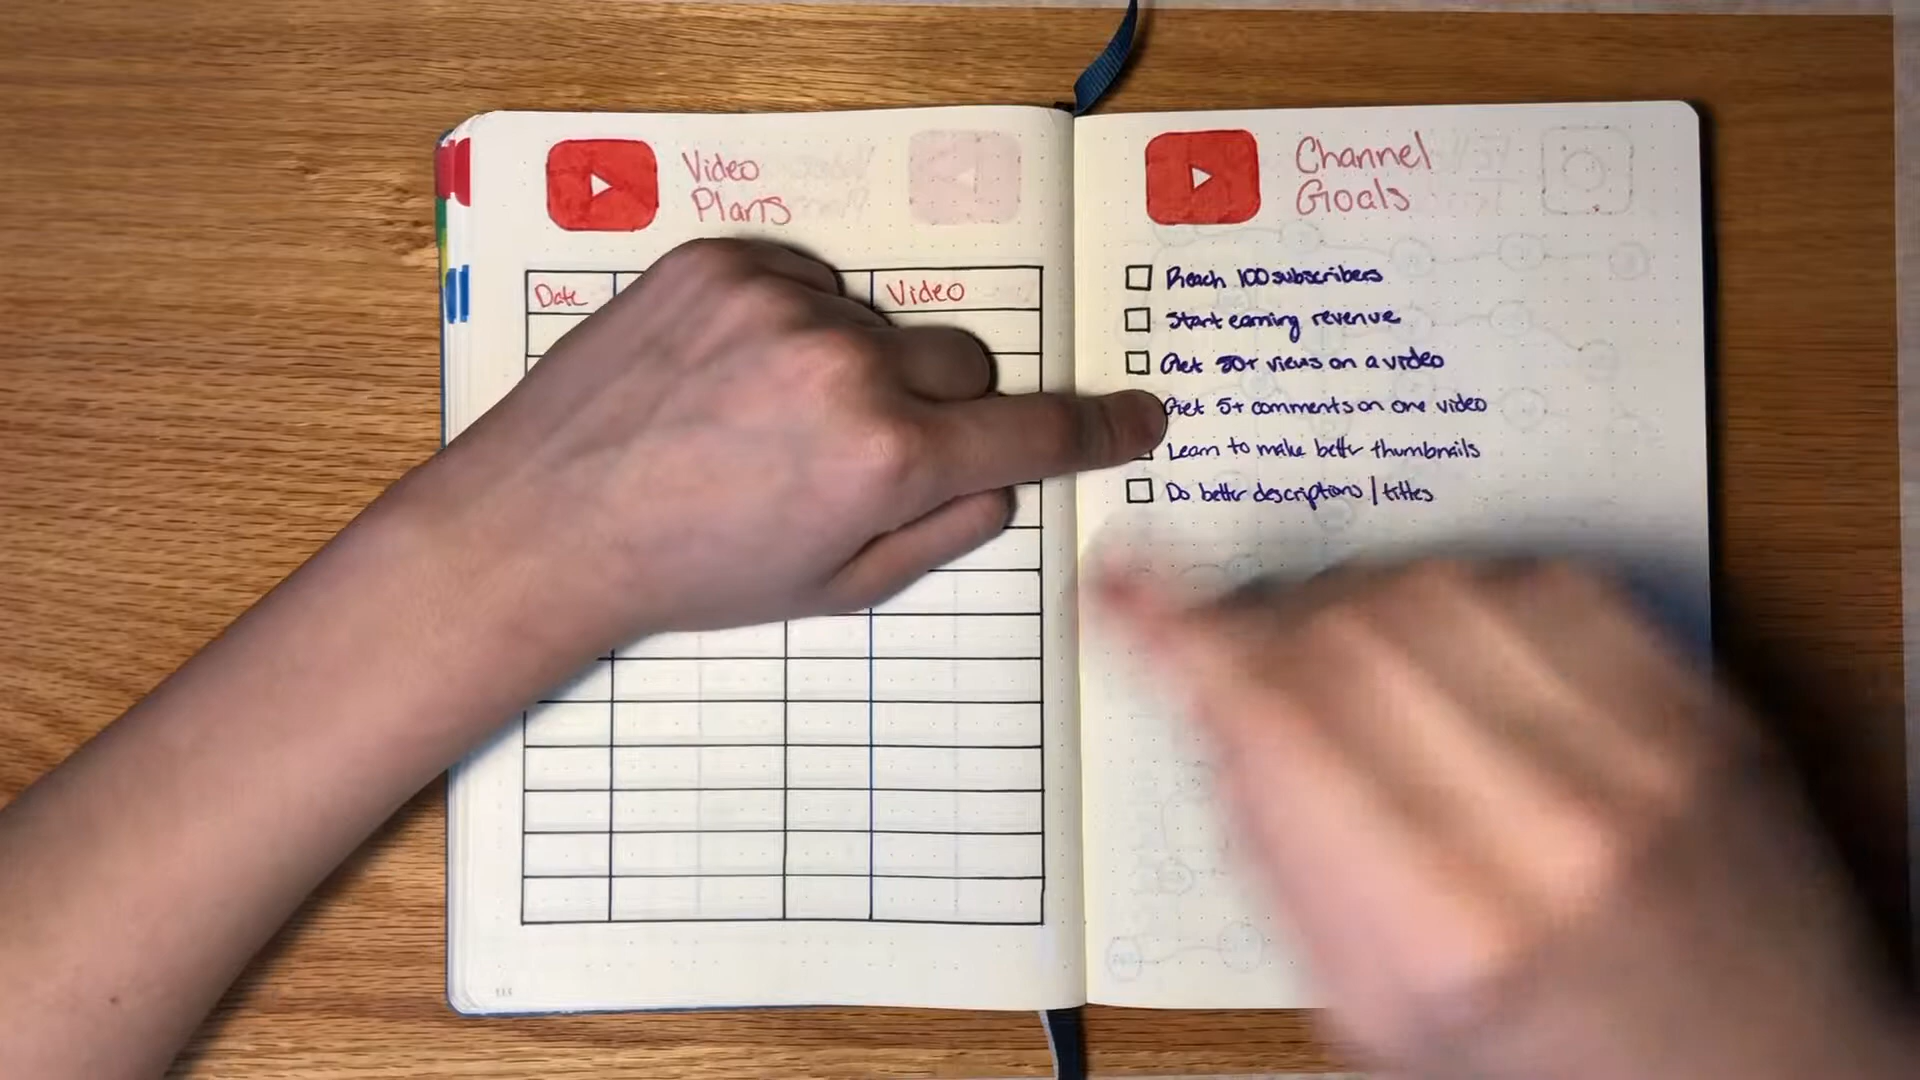 Video
Plans
Date
Video
Channel
Goals
Reach 100 subscribers
Start earning revenue
Get 50+ views on a video
Get 5+ comments on one video
Learn to make better thumbnails
Do better descriptions / titles